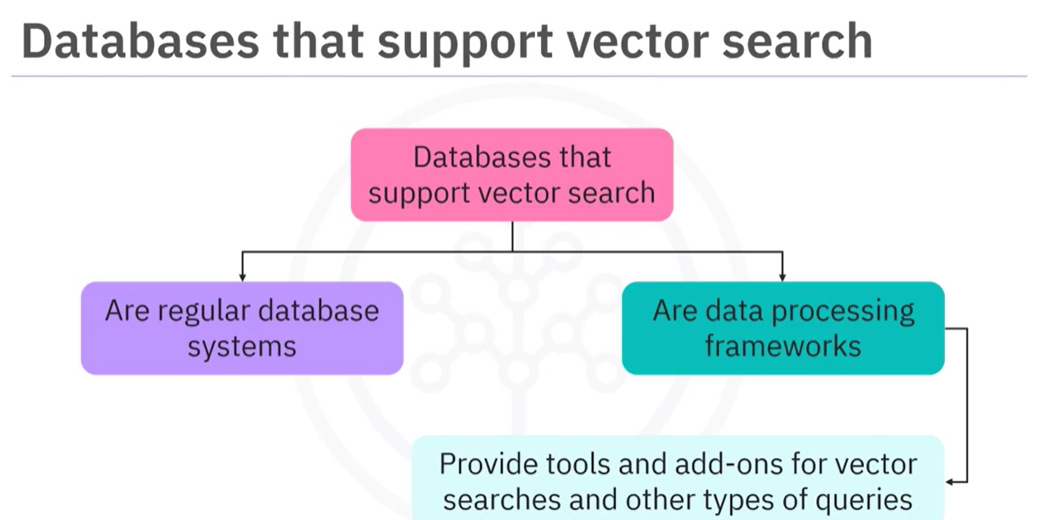 Databases that support vector search
Databases that
support vector search
Are regular database
systems
Are data processing
frameworks
Provide tools and add-ons for vector
searches and other types of queries